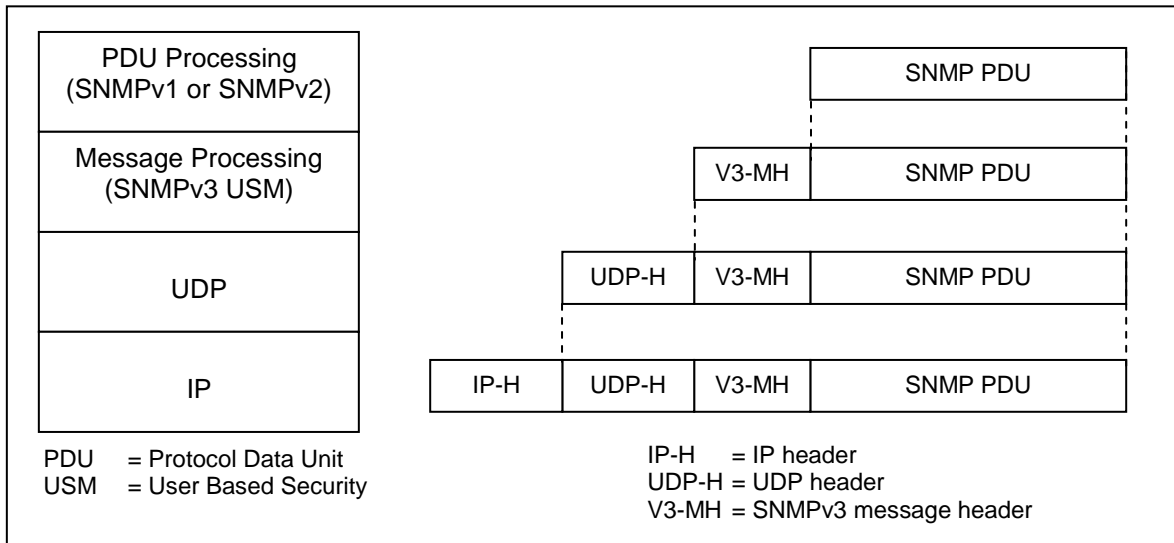 PDU Processing
(SNMPv1 or SNMPv2)
SNMP PDU
Message Processing
(SNMPv3 USM)
V3-MH SNMP PDU
UDP
UDP-H V3-MH SNMP PDU
IP
IP-H UDP-H V3-MH SNMP PDU
PDU = Protocol Data Unit
USM = User Based Security
IP-H = IP header
UDP-H = UDP header
V3-MH = SNMPv3 message header